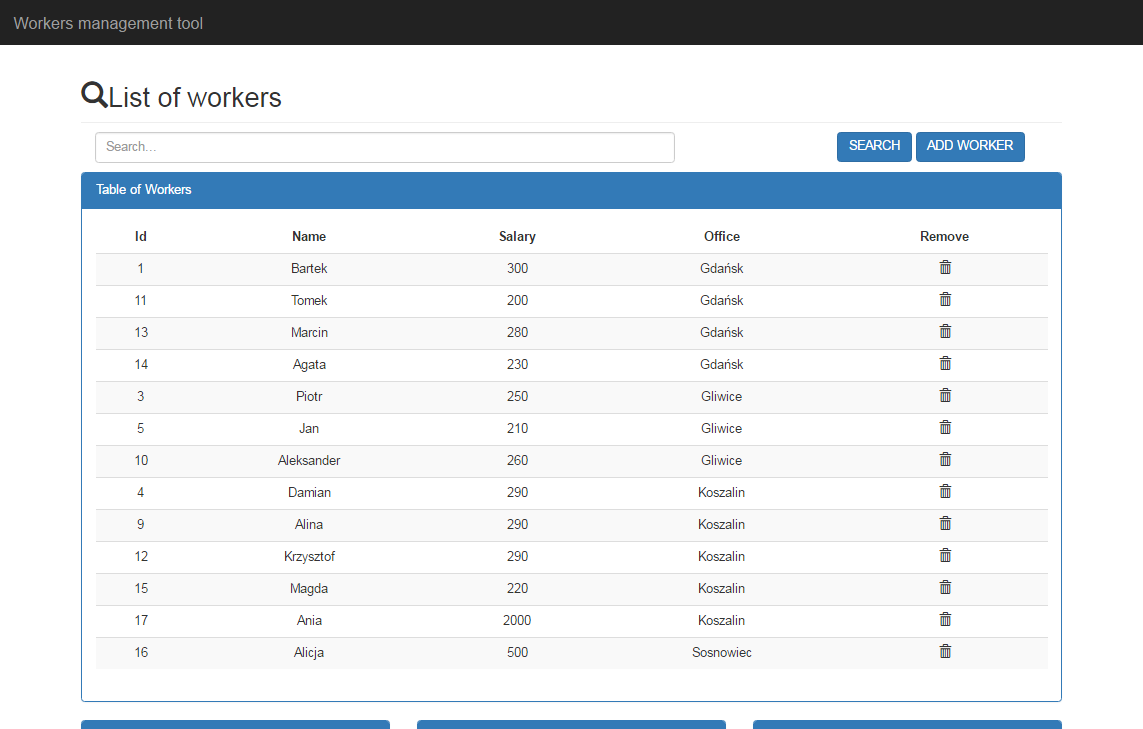 Workers management tool
List of workers
Search...
SEARCH ADD WORKER
Table of Workers
Id Name Salary Office Remove
1 Bartek 300 Gdańsk
11 Tomek 200 Gdańsk
13 Marcin 280 Gdańsk
14 Agata 230 Gdańsk
3 Piotr 250 Gliwice
5 Jan 210 Gliwice
10 Aleksander 260 Gliwice
4 Damian 290 Koszalin
9 Alina 290 Koszalin
12 Krzysztof 290 Koszalin
15 Magda 220 Koszalin
17 Ania 2000 Koszalin
16 Alicja 500 Sosnowiec